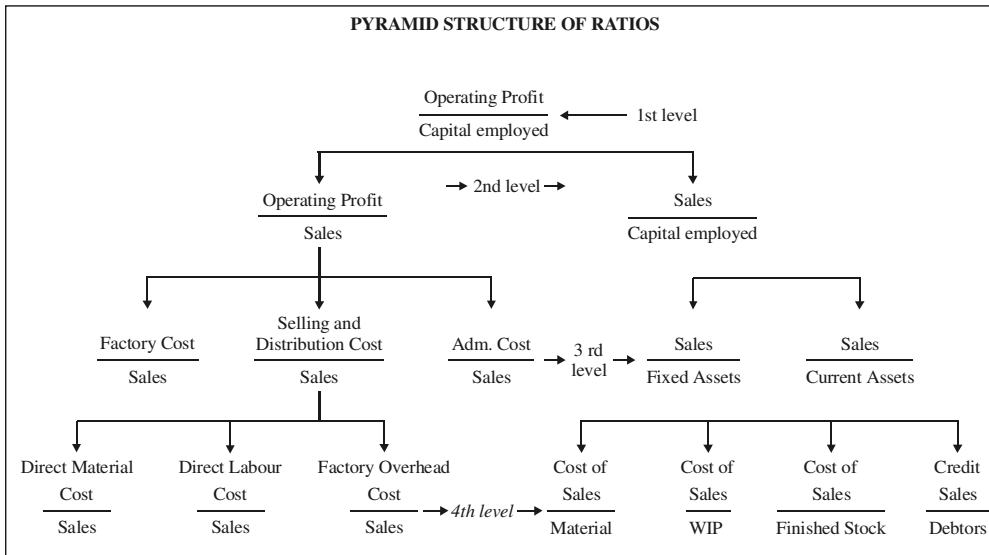 PYRAMID STRUCTURE OF RATIOS
Operating Profit
Capital employed
1st level
Operating Profit
Sales
2nd level
Sales
Capital employed
Factory Cost
Sales
Selling and
Distribution Cost
Sales
Adm. Cost
Sales
3 rd
level
Sales
Fixed Assets
Sales
Current Assets
Direct Material
Cost
Sales
Direct Labour
Cost
Sales
Factory Overhead
Cost
Sales
4th level
Cost of
Sales
Material
Cost of
Sales
WIP
Cost of
Sales
Finished Stock
Credit
Sales
Debtors